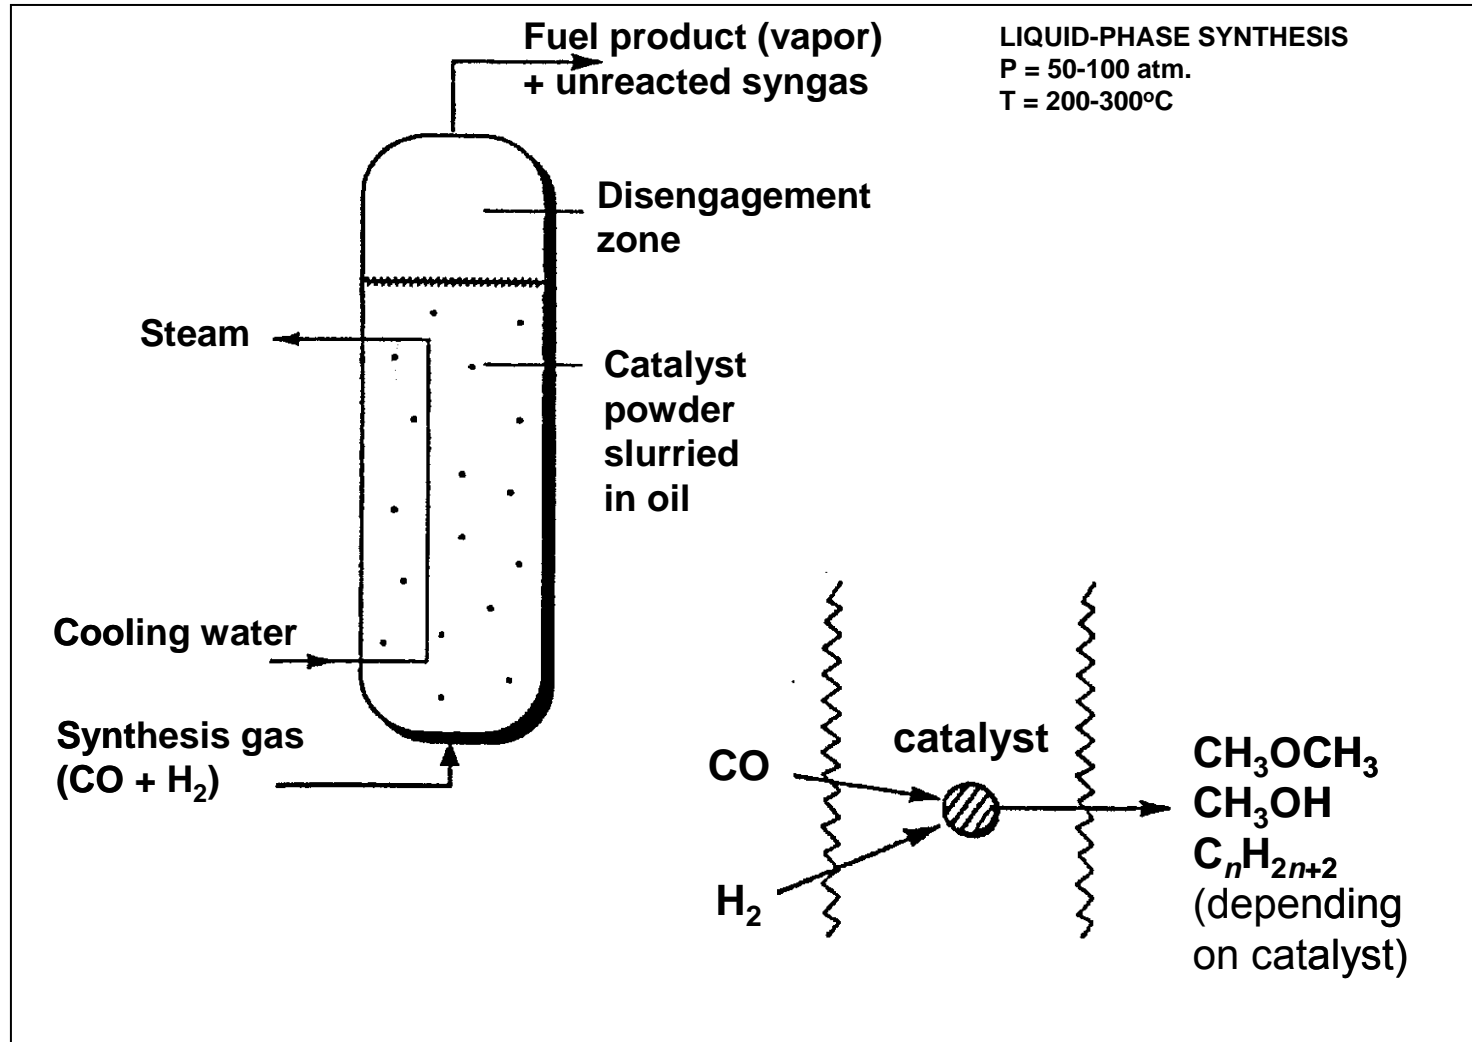 Fuel product (vapor)
+ unreacted syngas
LIQUID-PHASE SYNTHESIS
P = 50-100 atm.
T = 200-300ºC
Disengagement
zone
Steam
Catalyst
powder
slurried
in oil
Cooling water
Synthesis gas
(CO + H₂)
catalyst
CO
H₂
CH₃OCH₃
CH₃OH
CₙH₂ₙ₊₂
(depending
on catalyst)